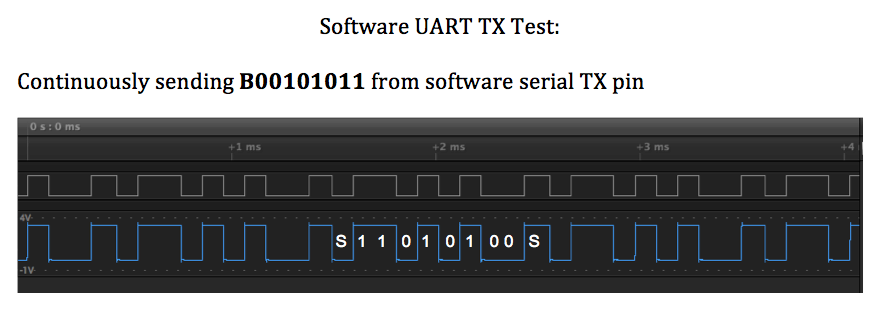 Software UART TX Test:
Continuously sending B00101011 from software serial TX pin
0 s : 0 ms
+1 ms +2 ms +3 ms +4
4V
S 1 1 0 1 0 1 0 0 S
-1V